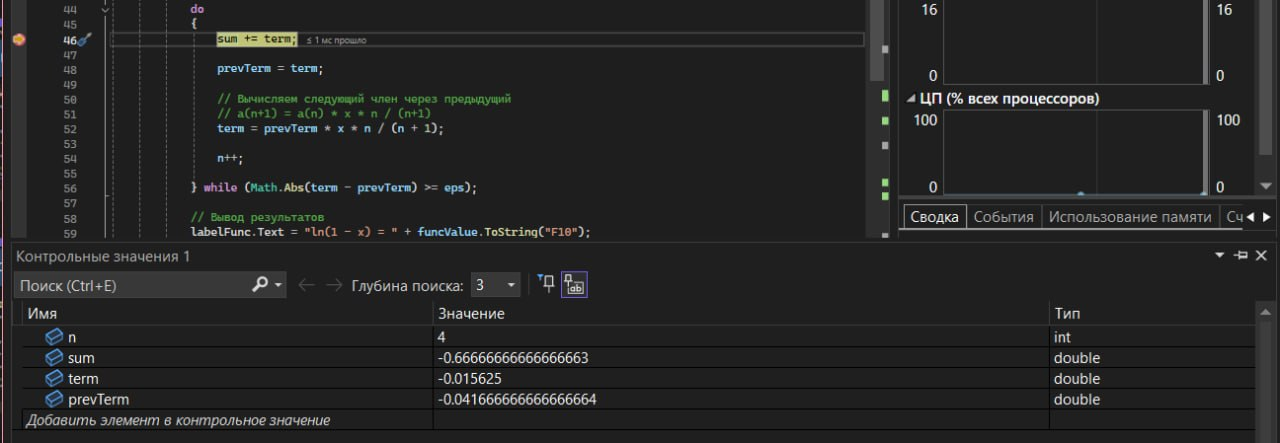 44 do
45 {
46 sum += term; ≤ 1 мс прошло
47
48 prevTerm = term;
49
50 // Вычисляем следующий член через предыдущий
51 // a(n+1) = a(n) * x * n / (n+1)
52 term = prevTerm * x * n / (n + 1);
53
54 n++;
55
56 } while (Math.Abs(term - prevTerm) >= eps);
57
58 // Вывод результатов
59 labelFunc.Text = "ln(1 - x) = " + funcValue.ToString("F10");
16 16
0 0
ЦП (% всех процессоров)
100 100
0 0
Сводка События Использование памяти Сч
Контрольные значения 1
Поиск (Ctrl+E) Глубина поиска: 3
Имя Значение Тип
n 4 int
sum -0.66666666666666663 double
term -0.015625 double
prevTerm -0.041666666666666664 double
Добавить элемент в контрольное значение